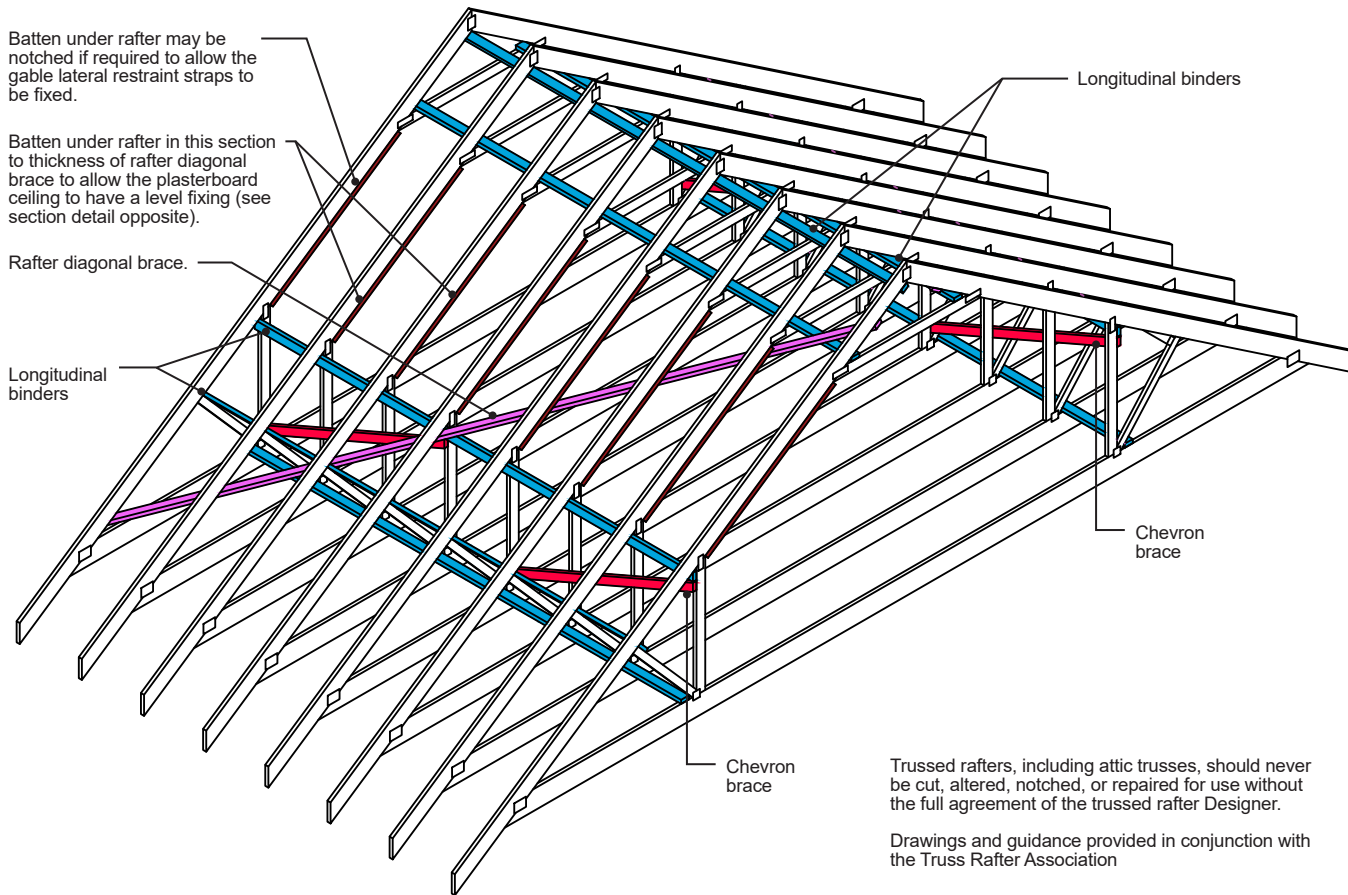 Batten under rafter may be
notched if required to allow the
gable lateral restraint straps to
be fixed.
Batten under rafter in this section
to thickness of rafter diagonal
brace to allow the plasterboard
ceiling to have a level fixing (see
section detail opposite).
Rafter diagonal brace.
Longitudinal
binders
Longitudinal binders
Chevron
brace
Chevron
brace
Trussed rafters, including attic trusses, should never
be cut, altered, notched, or repaired for use without
the full agreement of the trussed rafter Designer.
Drawings and guidance provided in conjunction with
the Truss Rafter Association